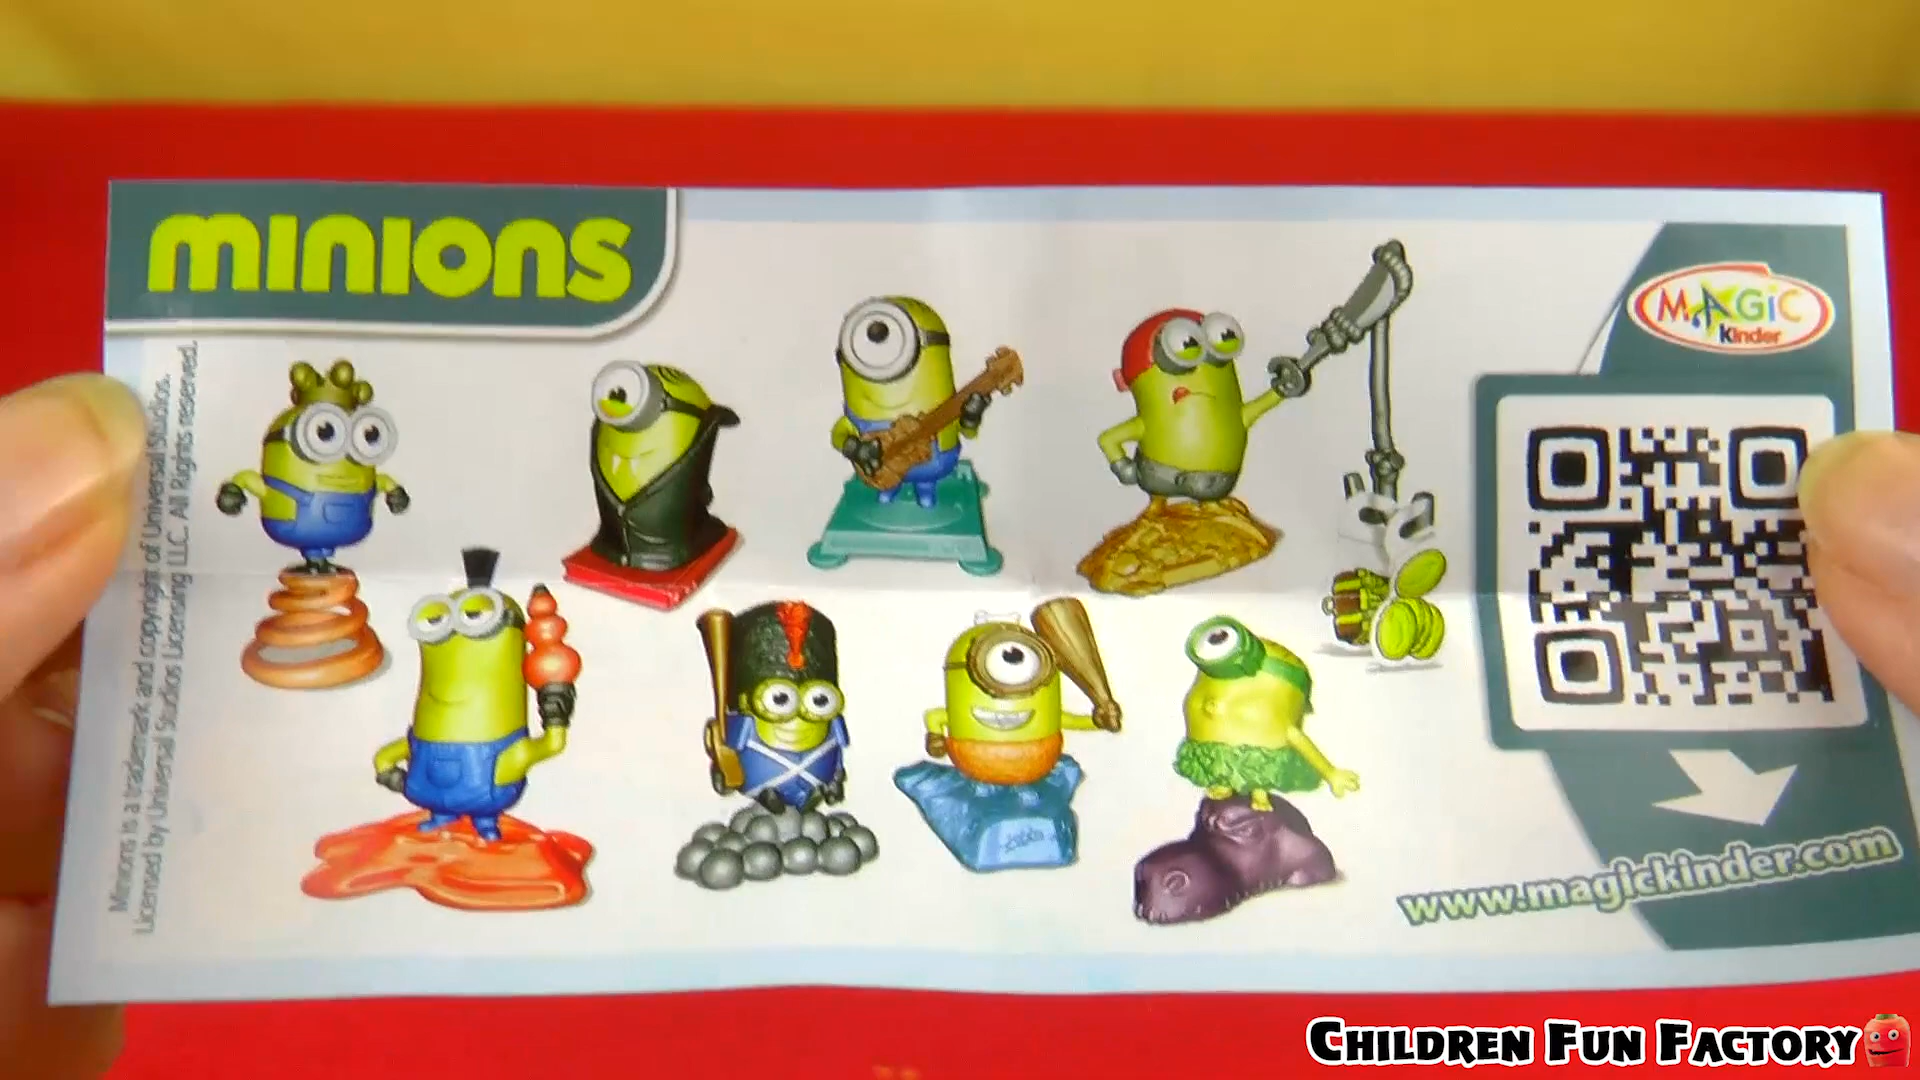 minions
MAGiC
kinder
Minions is a trademark and copyright of Universal Studios.
Licensed by Universal Studios Licensing LLC. All Rights reserved.
www.magickinder.com
CHILDREN FUN FACTORY